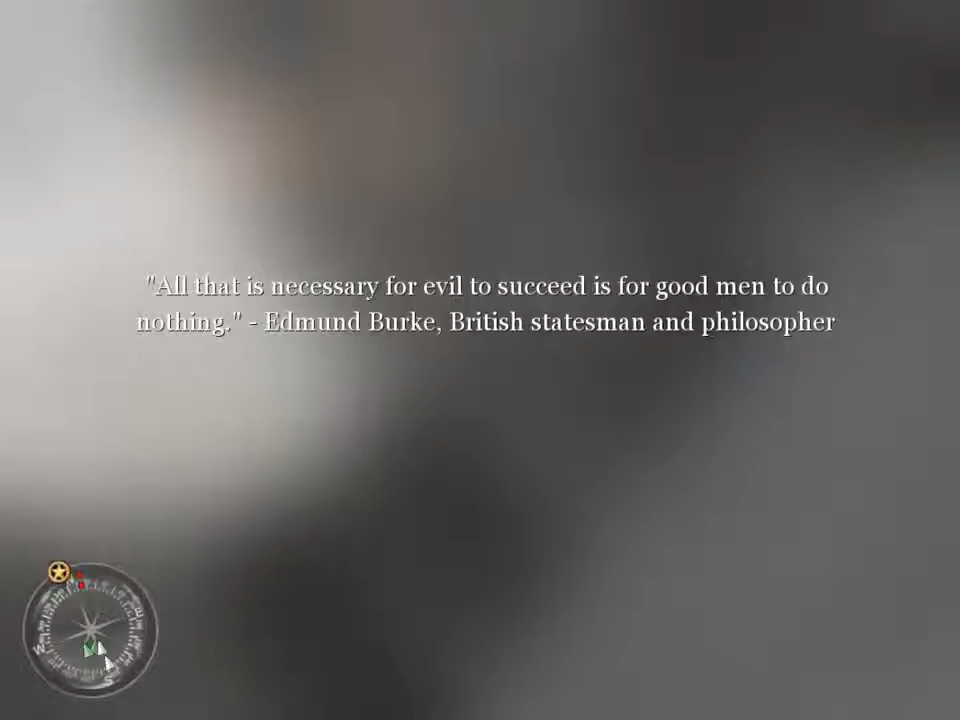 "All that is necessary for evil to succeed is for good men to do
nothing." - Edmund Burke, British statesman and philosopher
W
S